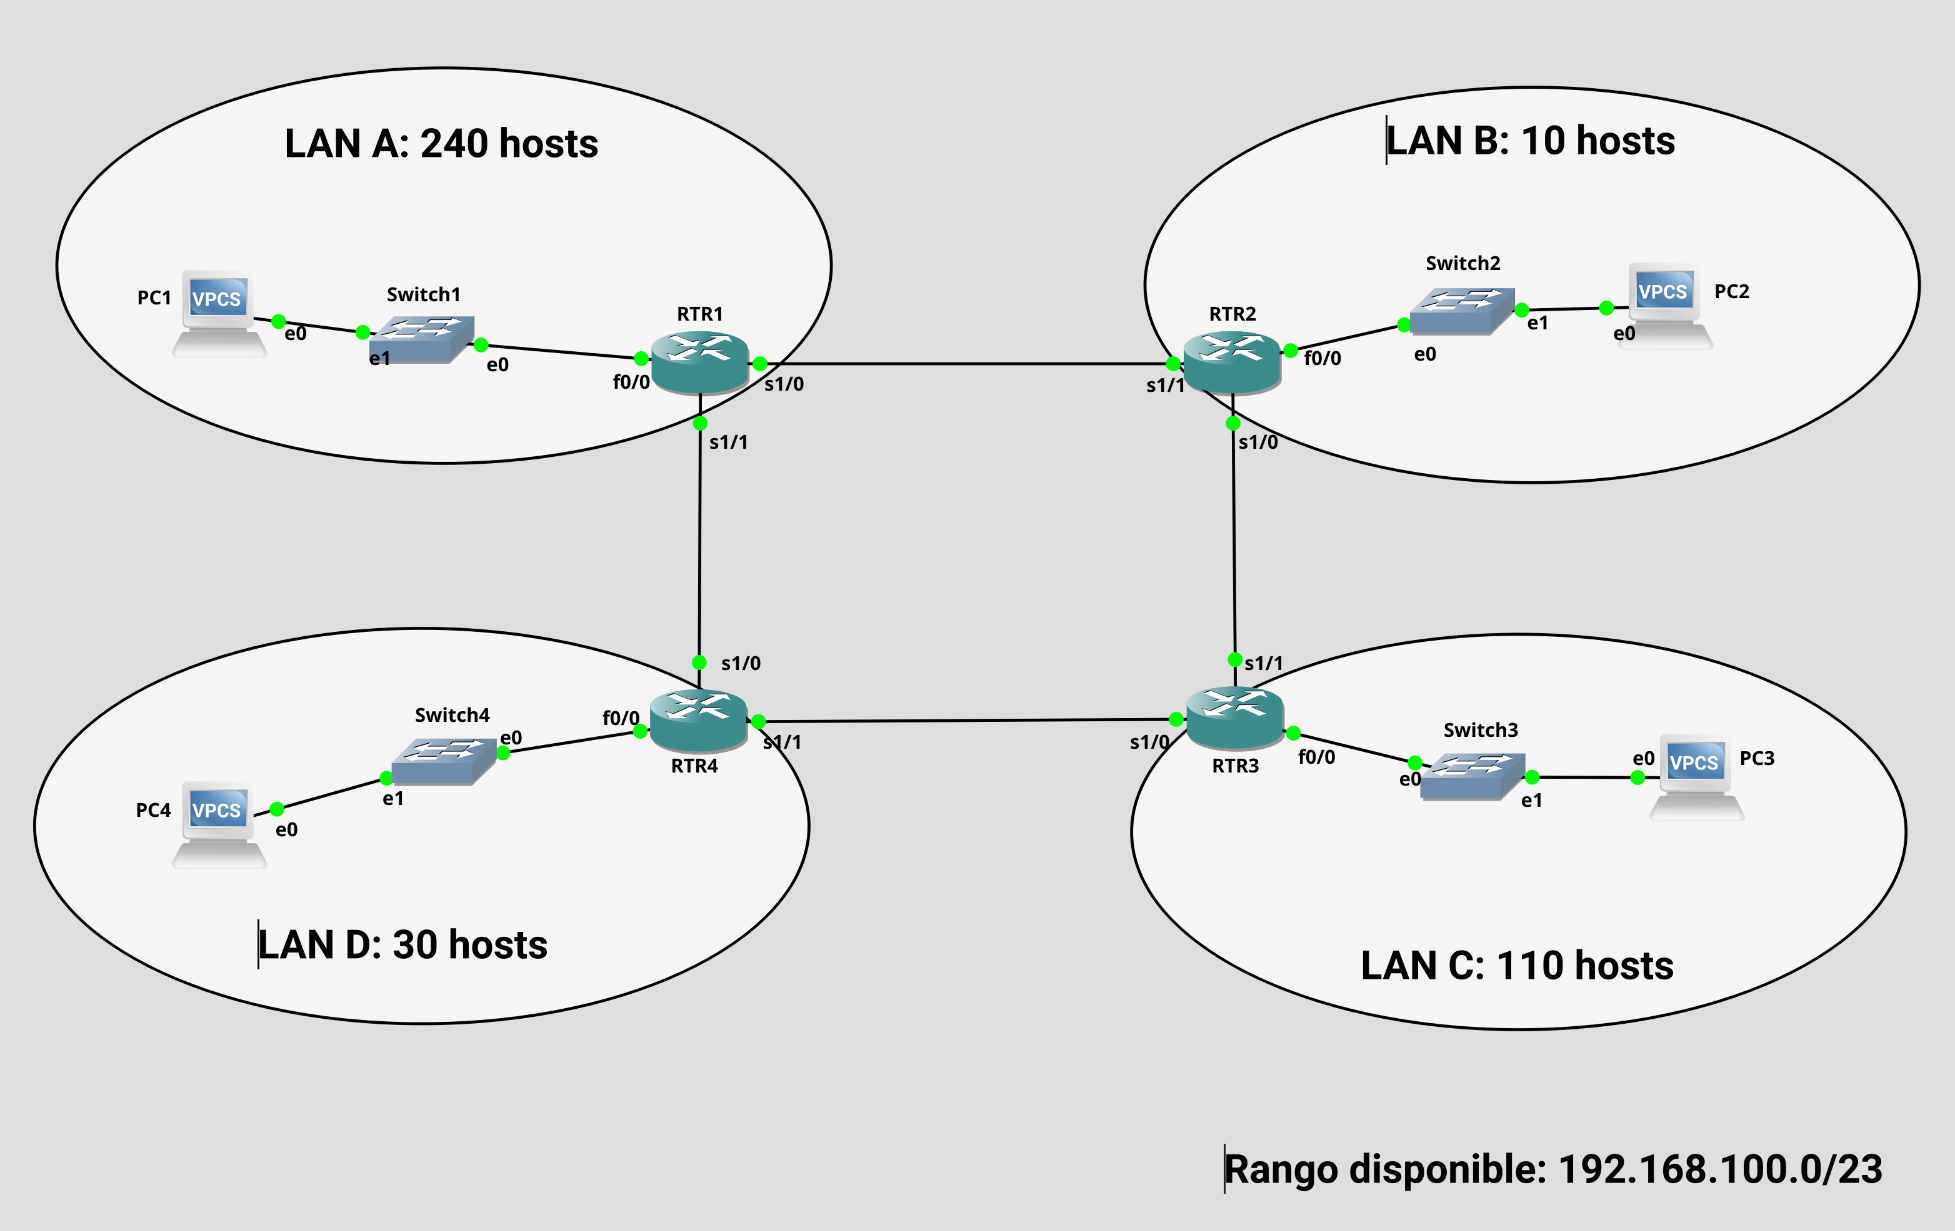 LAN A: 240 hosts
LAN B: 10 hosts
PC1
VPCS
e0
Switch1
e1
e0
RTR1
f0/0
s1/0
s1/1
RTR2
s1/1
s1/0
f0/0
Switch2
e0
e1
VPCS
e0
PC2
s1/0
f0/0
RTR4
s1/1
Switch4
e0
e1
PC4
VPCS
e0
LAN D: 30 hosts
s1/1
s1/0
RTR3
f0/0
Switch3
e0
e1
e0
VPCS
PC3
LAN C: 110 hosts
Rango disponible: 192.168.100.0/23